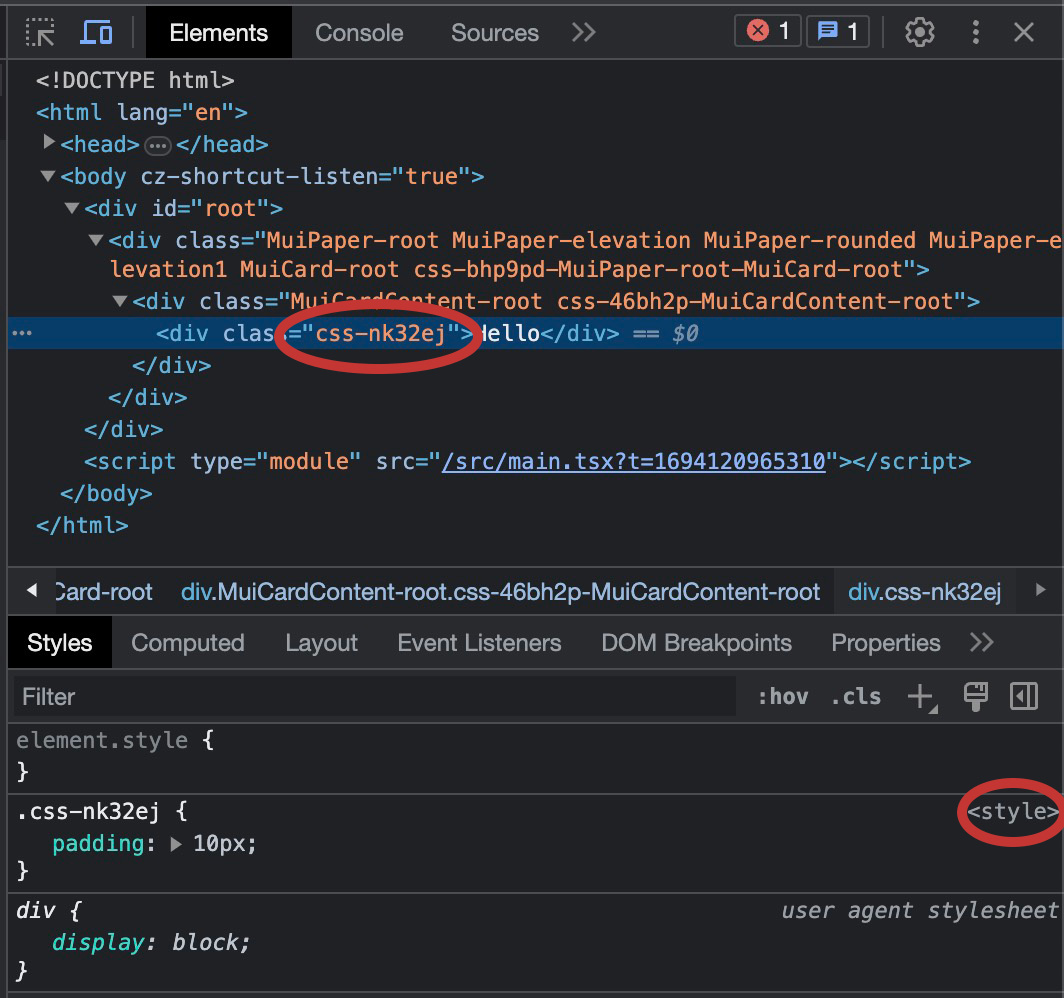 Elements Console Sources >> 1 1
<!DOCTYPE html>
<html lang="en">
<head> ••• </head>
<body cz-shortcut-listen="true">
<div id="root">
<div class="MuiPaper-root MuiPaper-elevation MuiPaper-rounded MuiPaper-e
levation1 MuiCard-root css-bhp9pd-MuiPaper-root-MuiCard-root">
<div class="MuiCardContent-root css-46bh2p-MuiCardContent-root">
••• <div class="css-nk32ej">Hello</div> == $0
</div>
</div>
</div>
<script type="module" src="/src/main.tsx?t=1694120965310"></script>
</body>
</html>
Card-root div.MuiCardContent-root.css-46bh2p-MuiCardContent-root div.css-nk32ej
Styles Computed Layout Event Listeners DOM Breakpoints Properties >>
Filter :hov .cls +
element.style {
}
.css-nk32ej { <style>
padding: 10px;
}
div { user agent stylesheet
display: block;
}